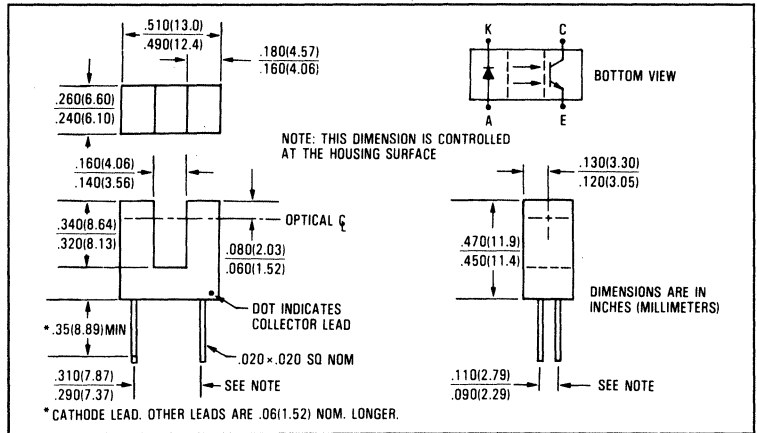 .510(13.0)
.490(12.4)
.180(4.57)
.160(4.06)
K C
BOTTOM VIEW
A E
.260(6.60)
.240(6.10)
NOTE: THIS DIMENSION IS CONTROLLED
AT THE HOUSING SURFACE
.160(4.06)
.140(3.56)
.130(3.30)
.120(3.05)
.340(8.64)
.320(8.13)
OPTICAL ℄
.080(2.03)
.060(1.52)
.470(11.9)
.450(11.4)
DOT INDICATES
COLLECTOR LEAD
DIMENSIONS ARE IN
INCHES (MILLIMETERS)
*.35(8.89)MIN
.020×.020 SQ NOM
.310(7.87)
.290(7.37)
SEE NOTE
.110(2.79)
.090(2.29)
SEE NOTE
*CATHODE LEAD. OTHER LEADS ARE .06(1.52) NOM. LONGER.